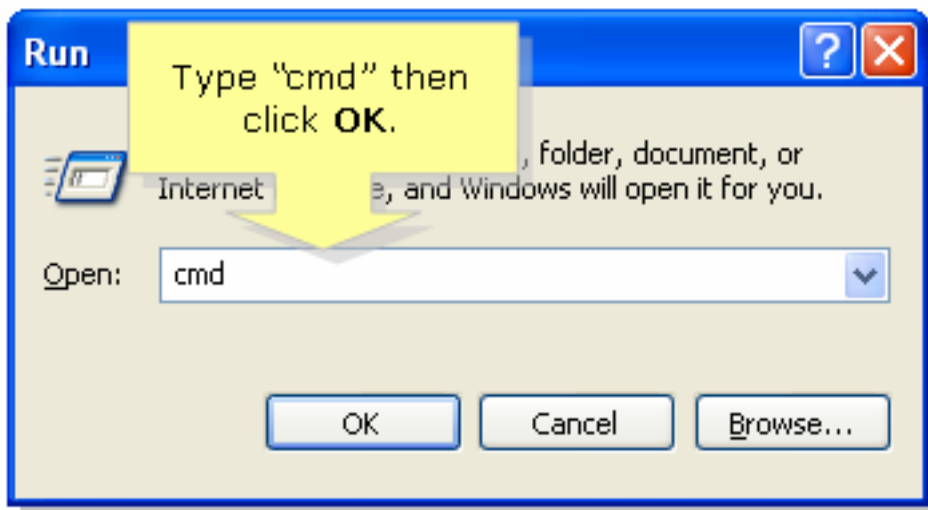 Run
Type “cmd” then
click OK.
, folder, document, or
Internet e, and Windows will open it for you.
Open:
cmd
OK
Cancel
Browse...